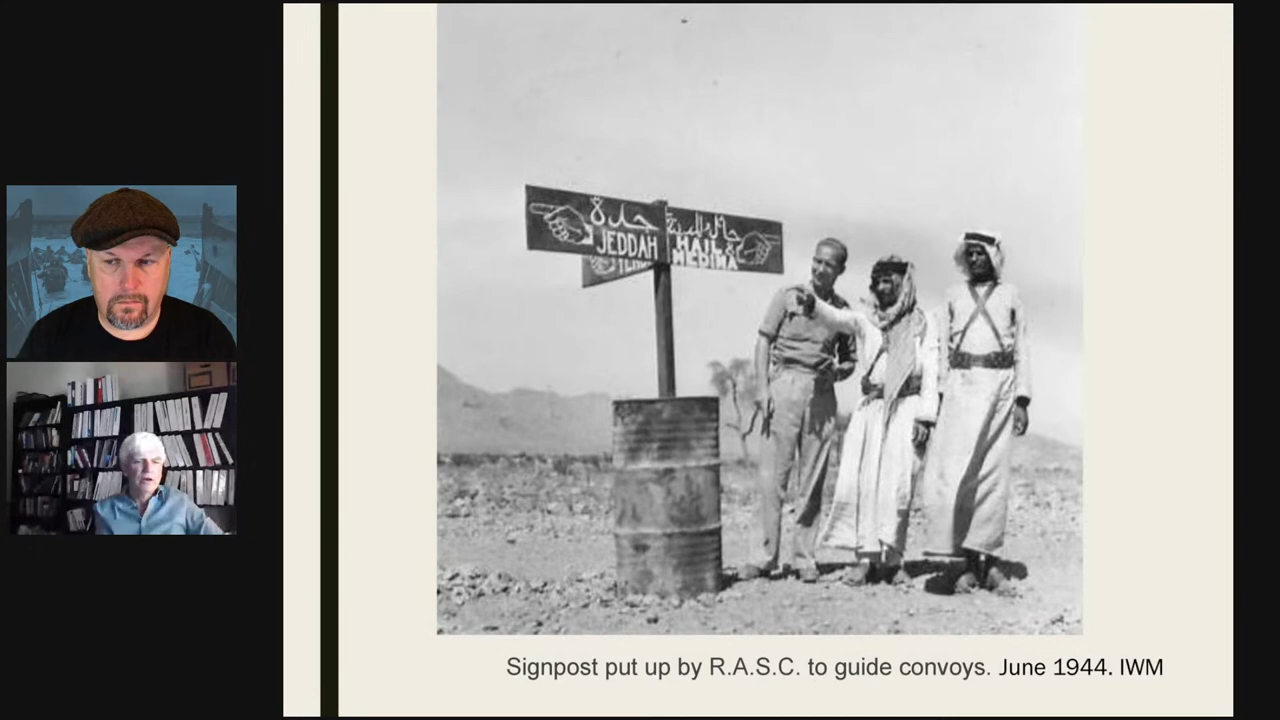 جدة
JEDDAH
حائل المدينة
HAIL &
MEDINA
Signpost put up by R.A.S.C. to guide convoys. June 1944. IWM